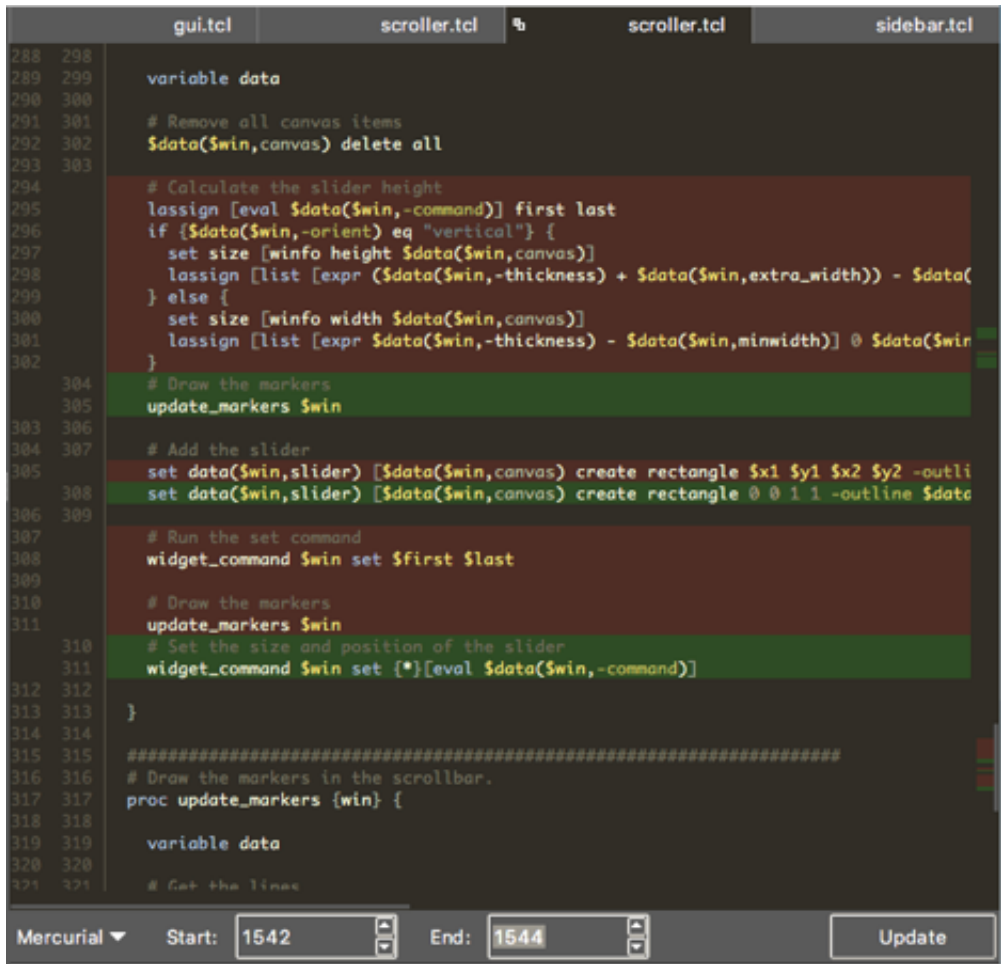 gui.tcl scroller.tcl scroller.tcl sidebar.tcl
288 298
289 299 variable data
290 300
291 301 # Remove all canvas items
292 302 $data($win,canvas) delete all
293 303
294 # Calculate the slider height
295 lassign [eval $data($win,-command)] first last
296 if {$data($win,-orient) eq "vertical"} {
297 set size [winfo height $data($win,canvas)]
298 lassign [list [expr ($data($win,-thickness) + $data($win,extra_width)) - $data(
299 } else {
300 set size [winfo width $data($win,canvas)]
301 lassign [list [expr $data($win,-thickness) - $data($win,minwidth)] 0 $data($win
302 }
304 # Draw the markers
305 update_markers $win
303 306
304 307 # Add the slider
305 set data($win,slider) [$data($win,canvas) create rectangle $x1 $y1 $x2 $y2 -outli
308 set data($win,slider) [$data($win,canvas) create rectangle 0 0 1 1 -outline $data
306 309
307 # Run the set command
308 widget_command $win set $first $last
309
310 # Draw the markers
311 update_markers $win
310 # Set the size and position of the slider
311 widget_command $win set {*}[eval $data($win,-command)]
312 312
313 313 }
314 314
315 315 ######################################################################
316 316 # Draw the markers in the scrollbar.
317 317 proc update_markers {win} {
318 318
319 319 variable data
320 320
321 321 # Get the lines
Mercurial Start: 1542 End: 1544 Update